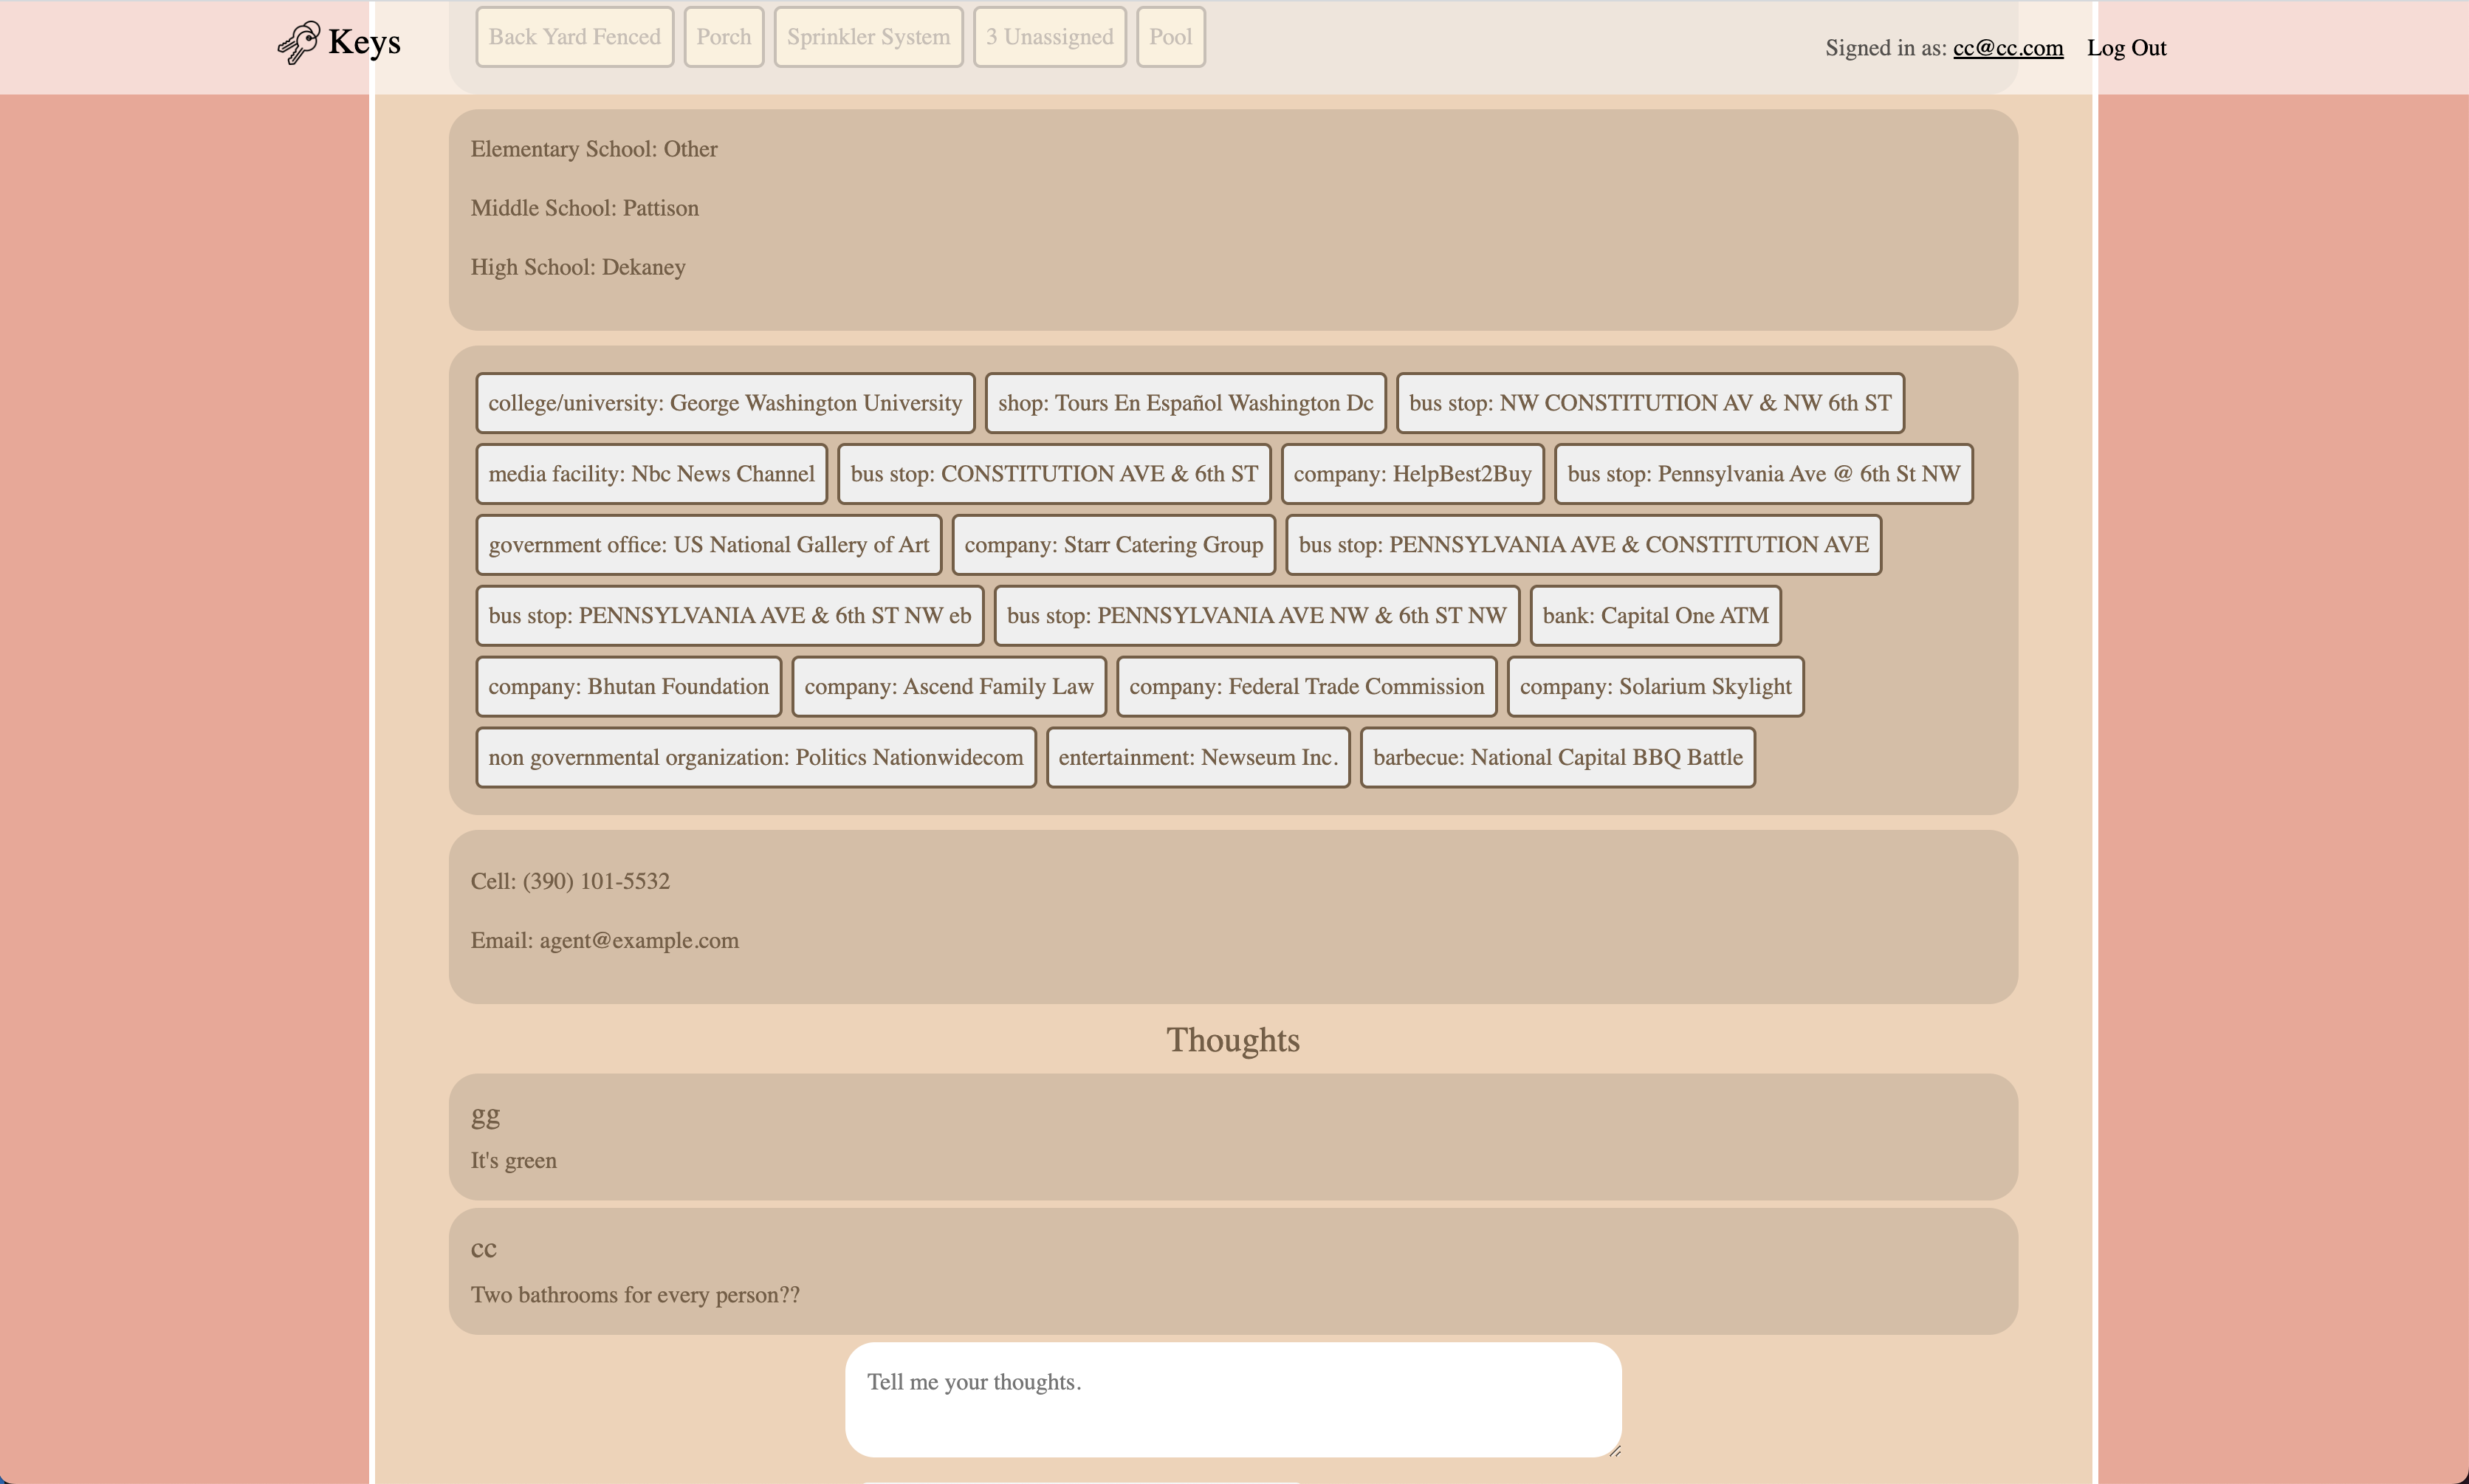 Keys
Signed in as: cc@cc.com Log Out
Back Yard Fenced Porch Sprinkler System 3 Unassigned Pool
Elementary School: Other
Middle School: Pattison
High School: Dekaney
college/university: George Washington University shop: Tours En Español Washington Dc bus stop: NW CONSTITUTION AV & NW 6th ST
media facility: Nbc News Channel bus stop: CONSTITUTION AVE & 6th ST company: HelpBest2Buy bus stop: Pennsylvania Ave @ 6th St NW
government office: US National Gallery of Art company: Starr Catering Group bus stop: PENNSYLVANIA AVE & CONSTITUTION AVE
bus stop: PENNSYLVANIA AVE & 6th ST NW eb bus stop: PENNSYLVANIA AVE NW & 6th ST NW bank: Capital One ATM
company: Bhutan Foundation company: Ascend Family Law company: Federal Trade Commission company: Solarium Skylight
non governmental organization: Politics Nationwidecom entertainment: Newseum Inc. barbecue: National Capital BBQ Battle
Cell: (390) 101-5532
Email: agent@example.com
Thoughts
gg
It's green
cc
Two bathrooms for every person??
Tell me your thoughts.